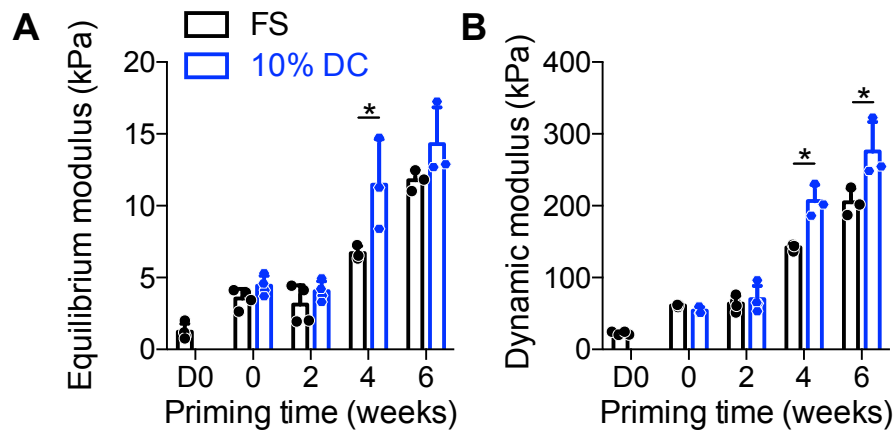 A
FS
10% DC
Equilibrium modulus (kPa)
20
15
10
5
0
*
D0 0 2 4 6
Priming time (weeks)
B
Dynamic modulus (kPa)
400
300
200
100
0
*
*
D0 0 2 4 6
Priming time (weeks)